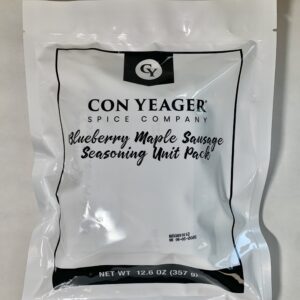 CY
CON YEAGER®
SPICE COMPANY
Blueberry Maple Sausage
Seasoning Unit Pack
NET WT 12.6 OZ (357 g)